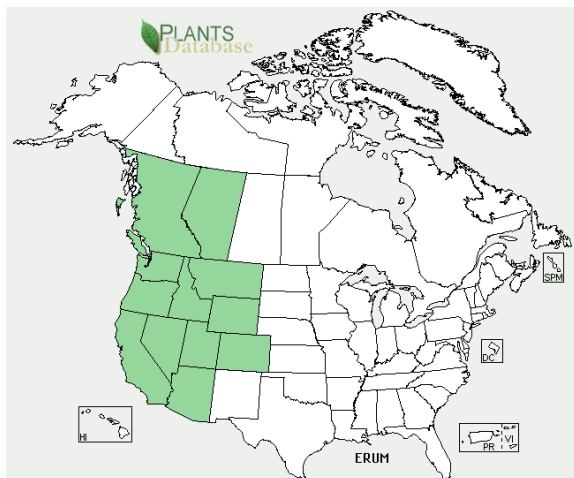 PLANTS
Database
SPM
DC
HI
PR
VI
ERUM